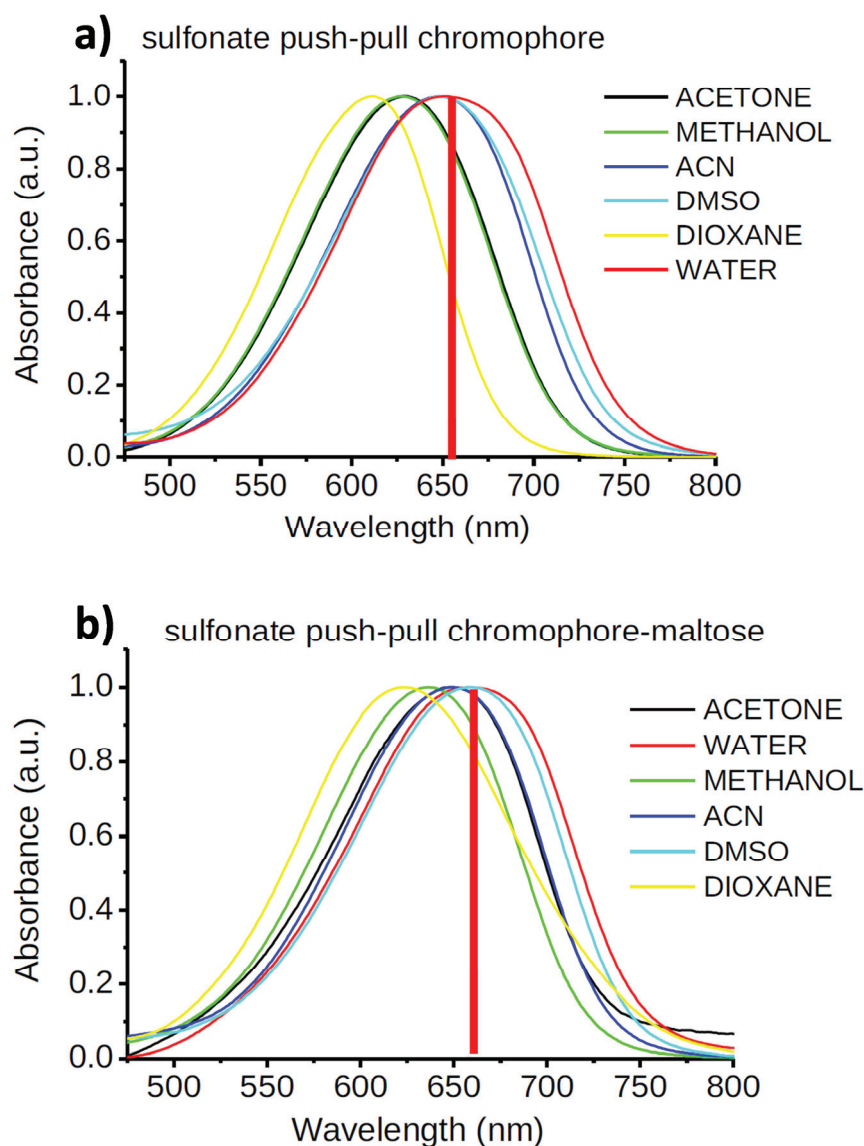 a) sulfonate push-pull chromophore
1.0
0.8
0.6
0.4
0.2
0.0
Absorbance (a.u.)
ACETONE
METHANOL
ACN
DMSO
DIOXANE
WATER
500 550 600 650 700 750 800
Wavelength (nm)
b) sulfonate push-pull chromophore-maltose
1.0
0.8
0.6
0.4
0.2
0.0
Absorbance (a.u.)
ACETONE
WATER
METHANOL
ACN
DMSO
DIOXANE
500 550 600 650 700 750 800
Wavelength (nm)